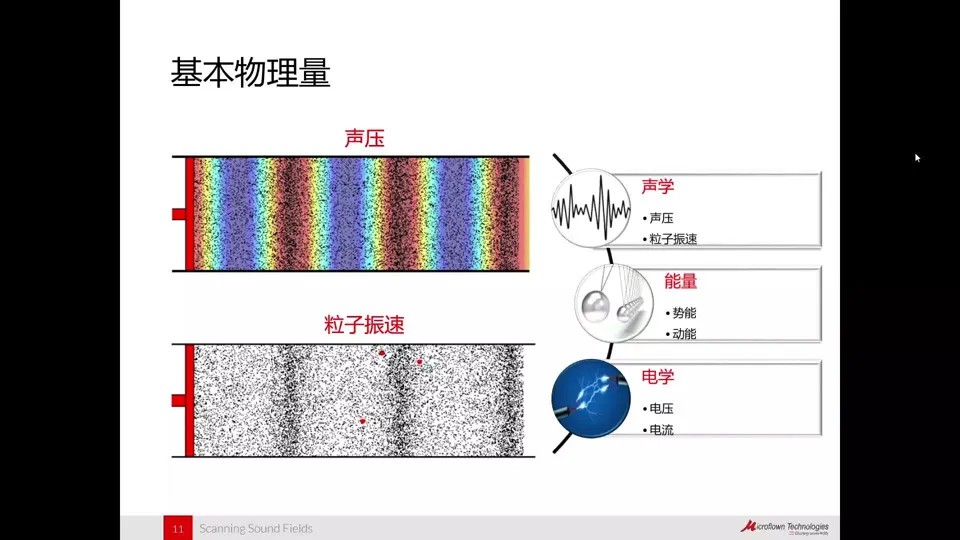 基本物理量
声压
粒子振速
声学
• 声压
• 粒子振速
能量
• 势能
• 动能
电学
• 电压
• 电流
11
Scanning Sound Fields
Microflown Technologies